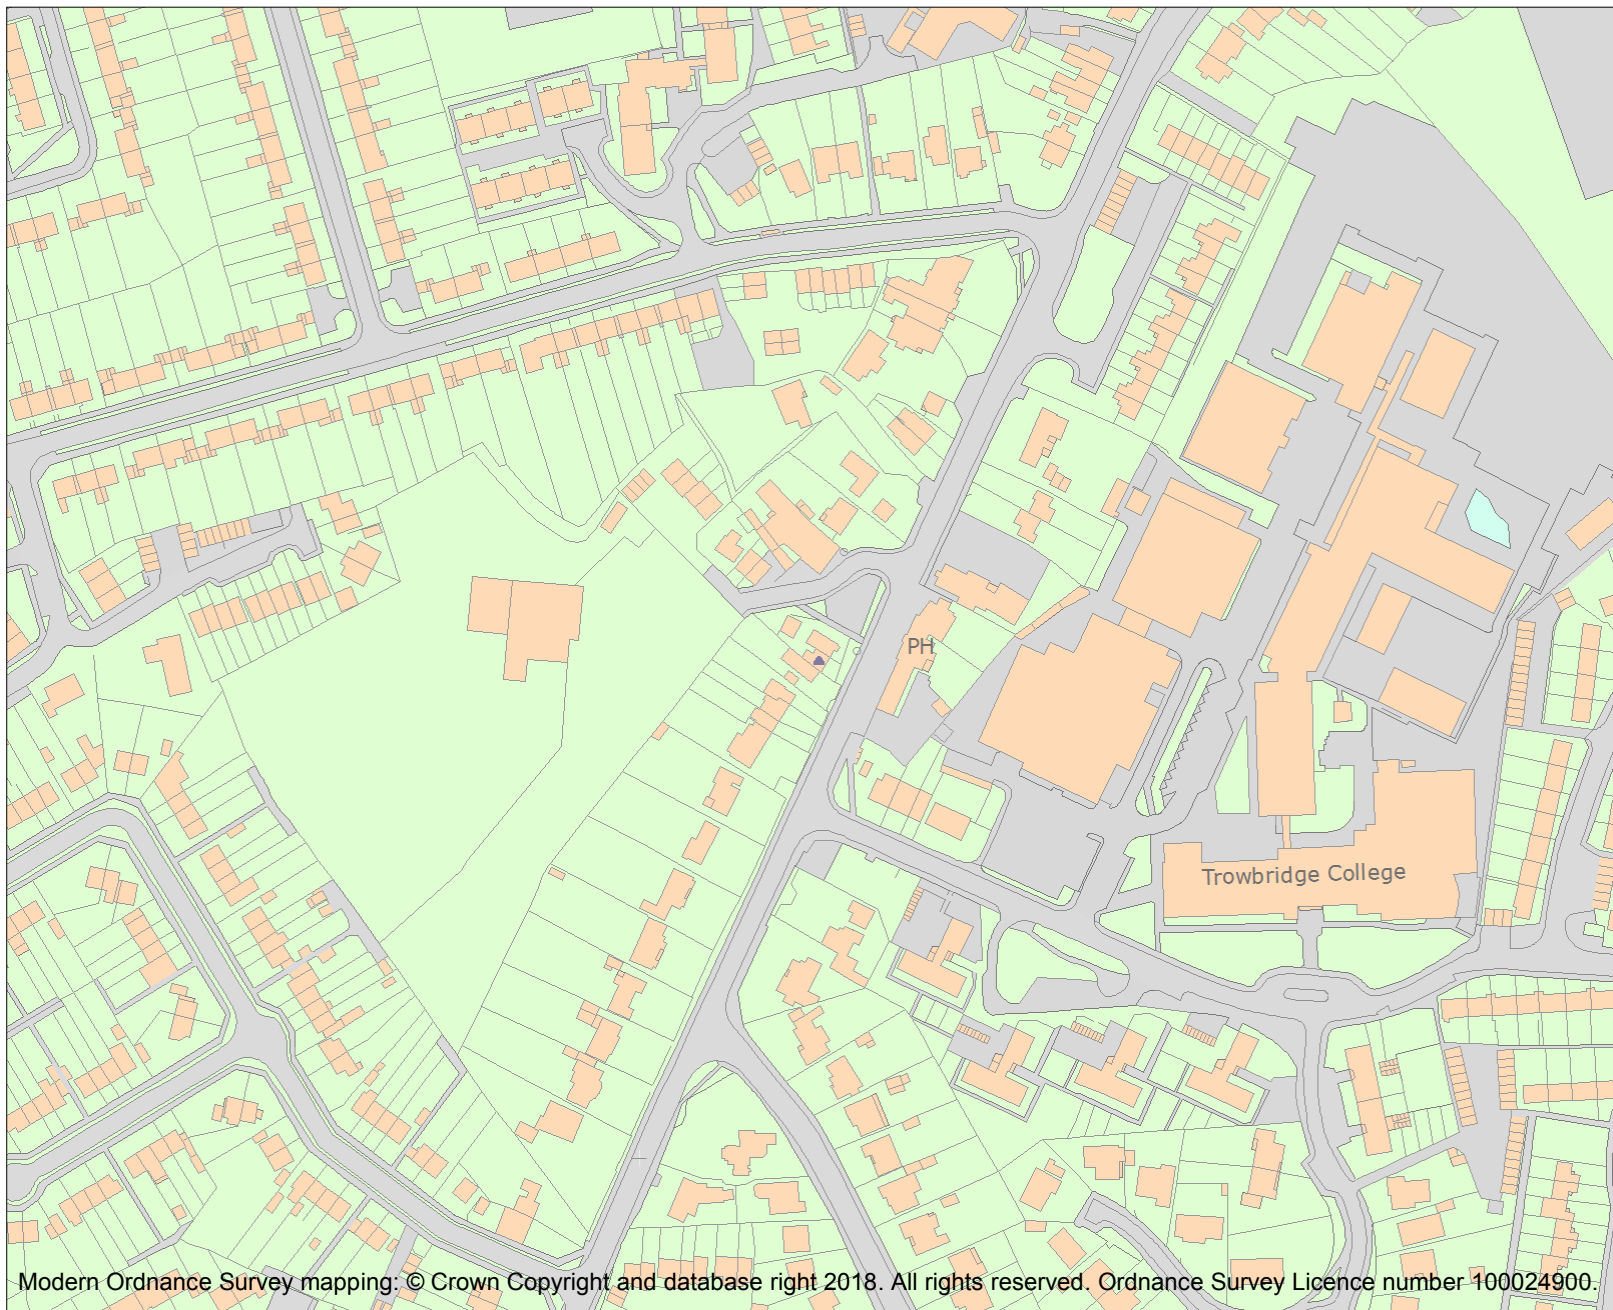 PH
Trowbridge College
Modern Ordnance Survey mapping: © Crown Copyright and database right 2018. All rights reserved. Ordnance Survey Licence number 100024900.